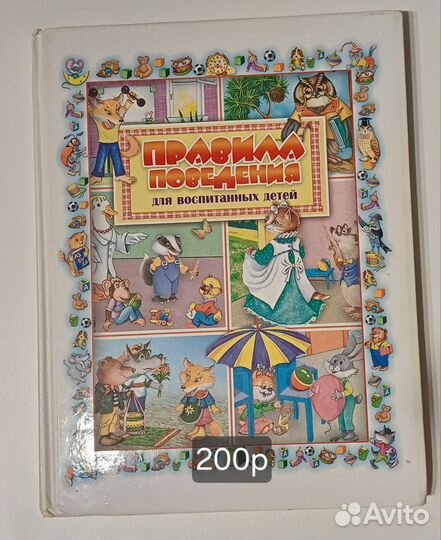 ПРАВИЛА
ПОВЕДЕНИЯ
для воспитанных детей
200р
Avito